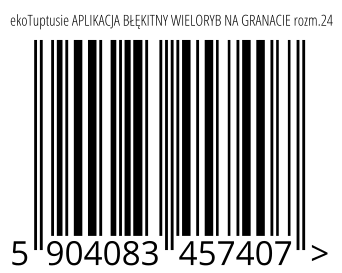 ekoTuptusie APLIKACJA BŁĘKITNY WIELORYB NA GRANACIE rozm.24
5 904083 457407 >